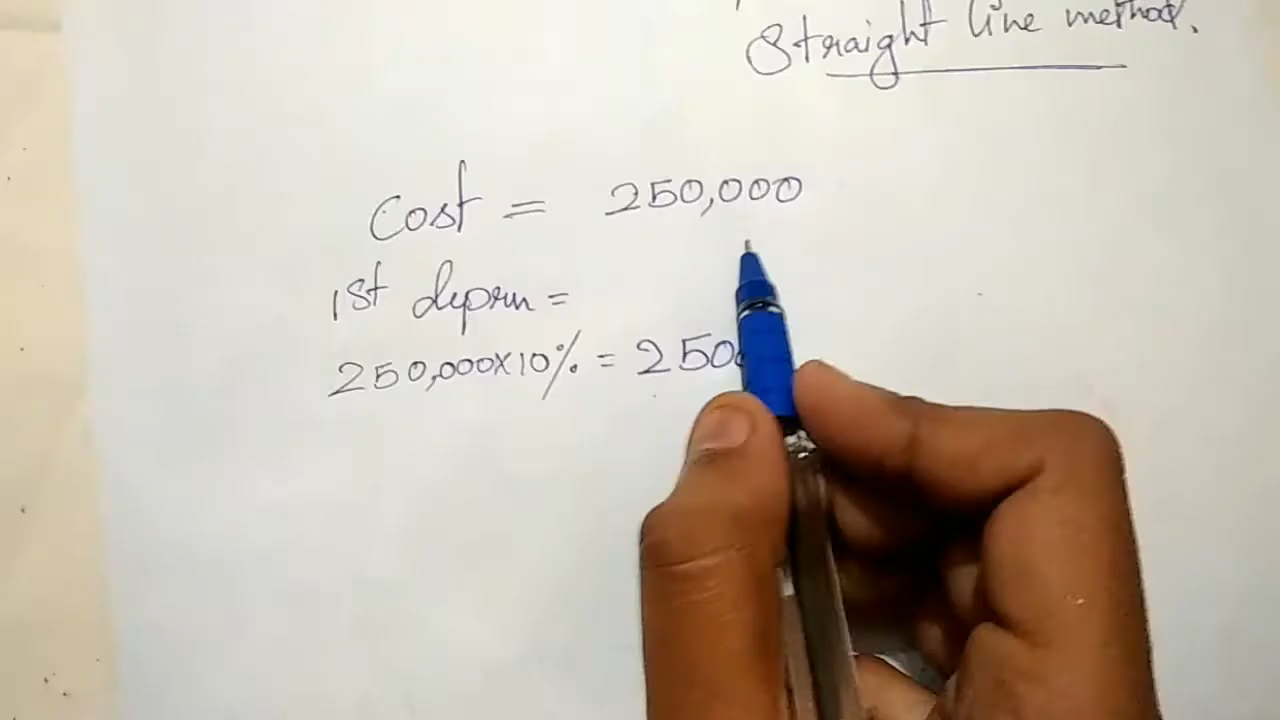 Straight line method.
Cost = 250,000
1st deprn =
250,000x10% = 250